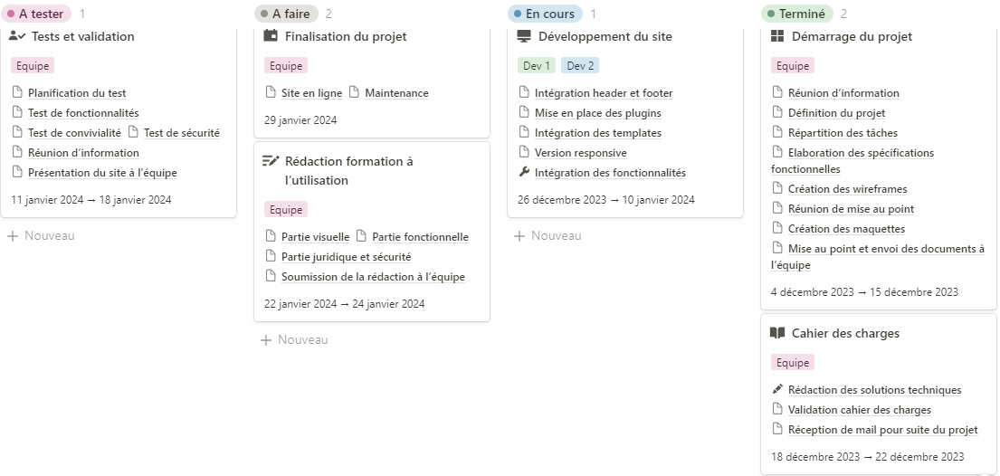 A tester 1
Tests et validation
Equipe
Planification du test
Test de fonctionnalités
Test de convivialité Test de sécurité
Réunion d’information
Présentation du site à l’équipe
11 janvier 2024 → 18 janvier 2024
+ Nouveau
A faire 2
Finalisation du projet
Equipe
Site en ligne Maintenance
29 janvier 2024
Rédaction formation à
l’utilisation
Equipe
Partie visuelle Partie fonctionnelle
Partie juridique et sécurité
Soumission de la rédaction à l’équipe
22 janvier 2024 → 24 janvier 2024
+ Nouveau
En cours 1
Développement du site
Dev 1 Dev 2
Intégration header et footer
Mise en place des plugins
Intégration des templates
Version responsive
Intégration des fonctionnalités
26 décembre 2023 → 10 janvier 2024
+ Nouveau
Terminé 2
Démarrage du projet
Equipe
Réunion d’information
Définition du projet
Répartition des tâches
Elaboration des spécifications
fonctionnelles
Création des wireframes
Réunion de mise au point
Création des maquettes
Mise au point et envoi des documents à
l’équipe
4 décembre 2023 → 15 décembre 2023
Cahier des charges
Equipe
Rédaction des solutions techniques
Validation cahier des charges
Réception de mail pour suite du projet
18 décembre 2023 → 22 décembre 2023